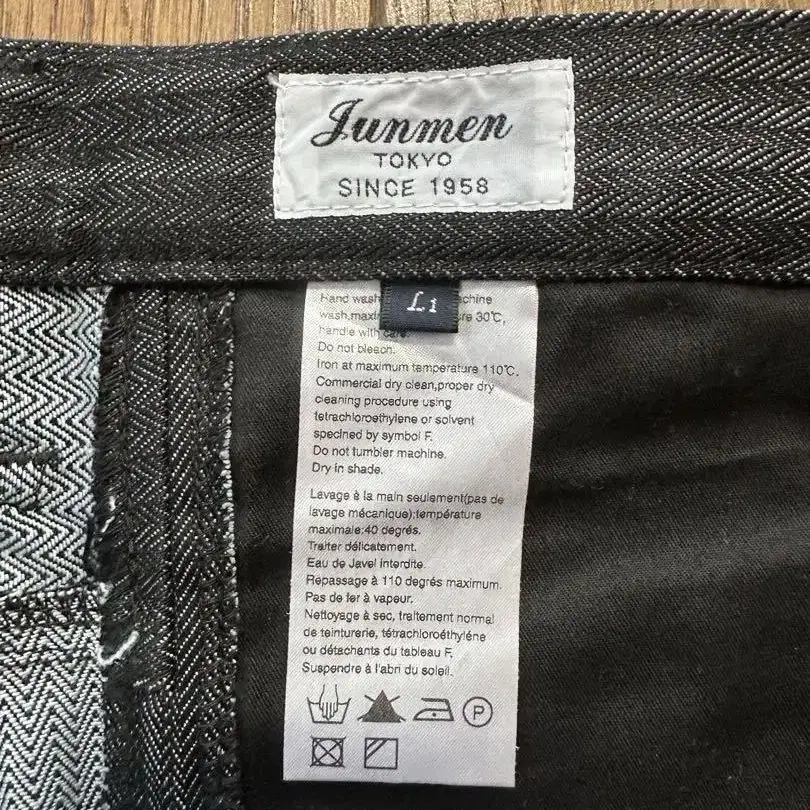 Junmen
TOKYO
SINCE 1958
L1
Hand wash
wash,
30℃,
handle with care.
Do not bleach.
Iron at maximum temperature 110℃.
Commercial dry clean,proper dry
cleaning procedure using
tetrachloroethylene or solvent
specined by symbol F.
Do not tumbler machine.
Dry in shade.
Lavage à la main seulement(pas de
lavage mécanique);température
maximale:40 degrés.
Traiter délicatement.
Eau de Javel interdite.
Repassage à 110 degrés maximum.
Pas de fer à vapeur.
Nettoyage à sec, traitement normal
de teinturerie, tétrachloroéthyléne
ou détachants du tableau F.
Suspendre à l'abri du soleil.
P